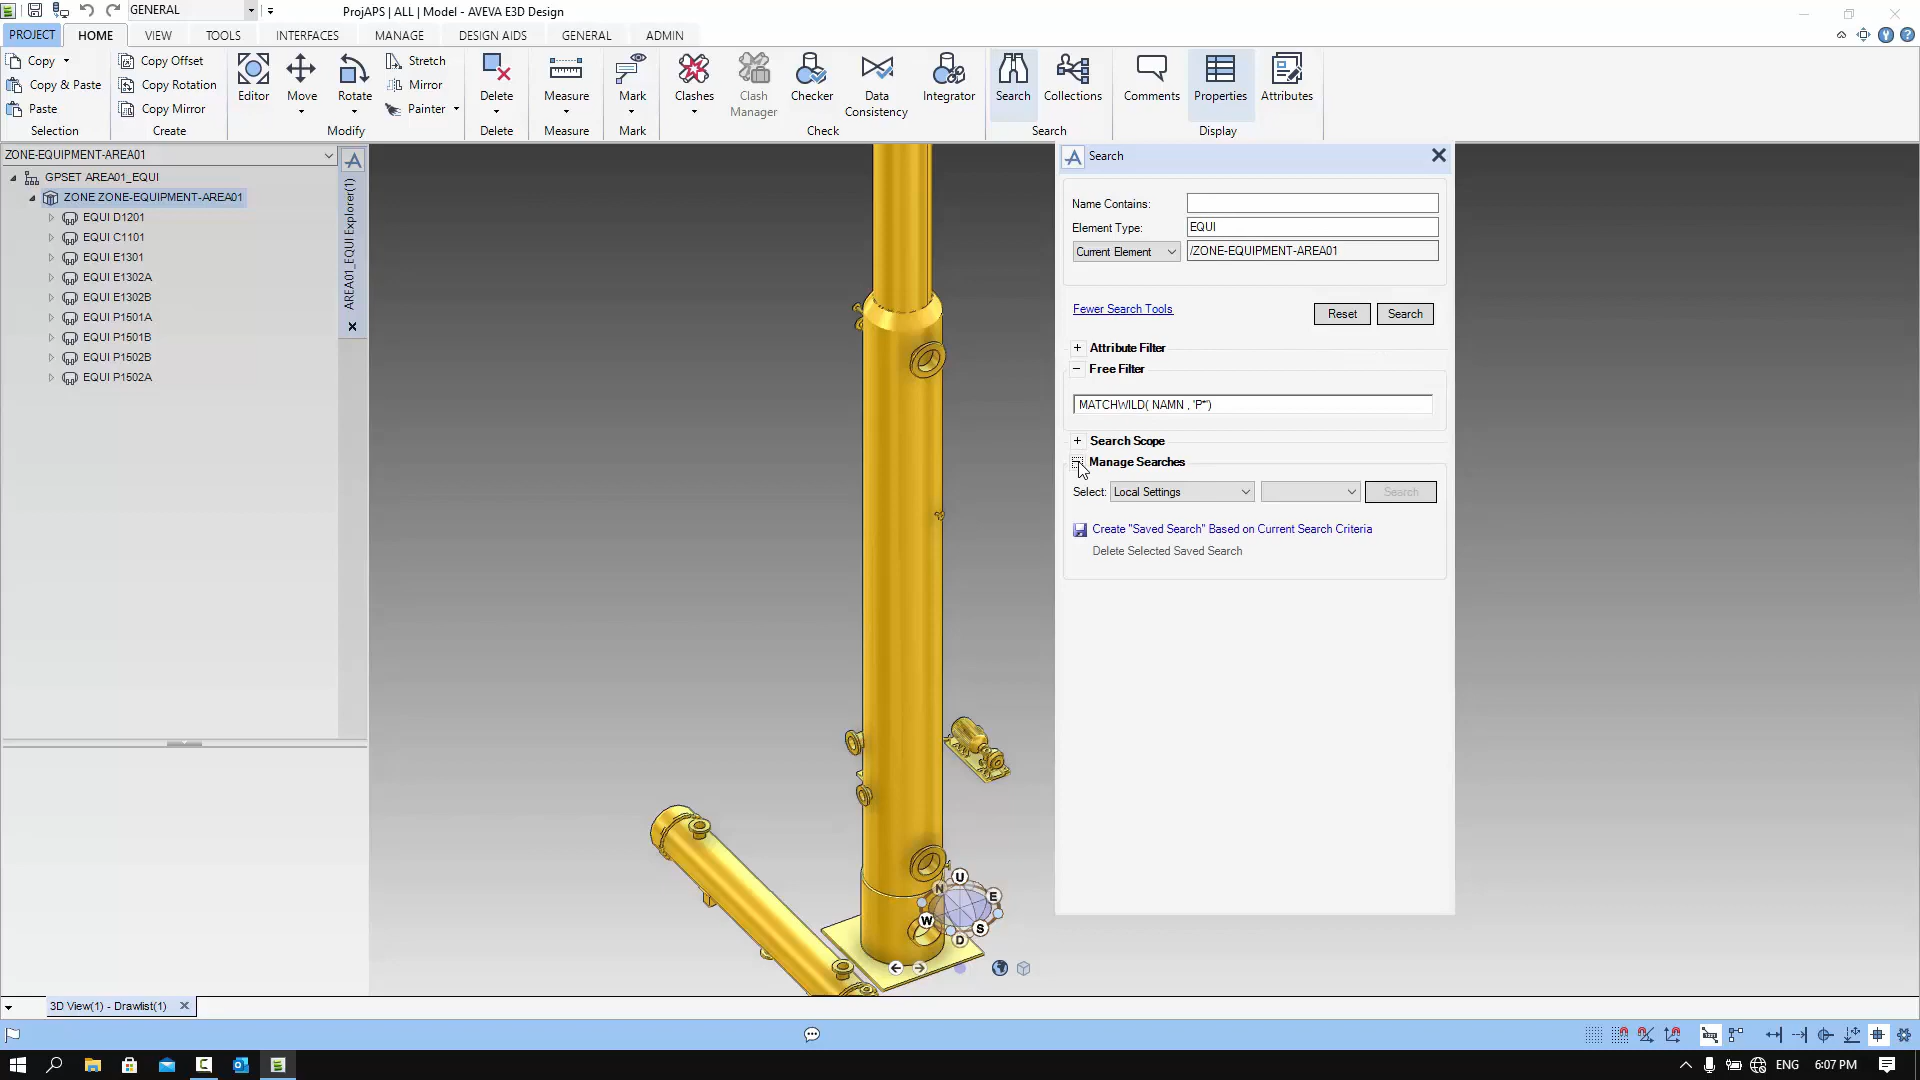 GENERAL
ProjAPS | ALL | Model - AVEVA E3D Design
PROJECT HOME VIEW TOOLS INTERFACES MANAGE DESIGN AIDS GENERAL ADMIN
Copy Copy Offset Stretch
Copy & Paste Copy Rotation Mirror
Paste Copy Mirror Painter
Editor Move Rotate Delete Measure Mark Clashes Clash Manager Checker Data Consistency Integrator Search Collections Comments Properties Attributes
Selection Create Modify Delete Measure Mark Check Search Display
ZONE-EQUIPMENT-AREA01
GPSET AREA01_EQUI
ZONE ZONE-EQUIPMENT-AREA01
EQUI D1201
EQUI C1101
EQUI E1301
EQUI E1302A
EQUI E1302B
EQUI P1501A
EQUI P1501B
EQUI P1502B
EQUI P1502A
AREA01_EQUI Explorer(1)
Search
Name Contains:
Element Type: EQUI
Current Element /ZONE-EQUIPMENT-AREA01
Fewer Search Tools Reset Search
+ Attribute Filter
− Free Filter
MATCHWILD( NAMN , 'P*')
+ Search Scope
Manage Searches
Select: Local Settings Search
Create "Saved Search" Based on Current Search Criteria
Delete Selected Saved Search
U
N
E
W
S
D
3D View(1) - Drawlist(1)
ENG 6:07 PM